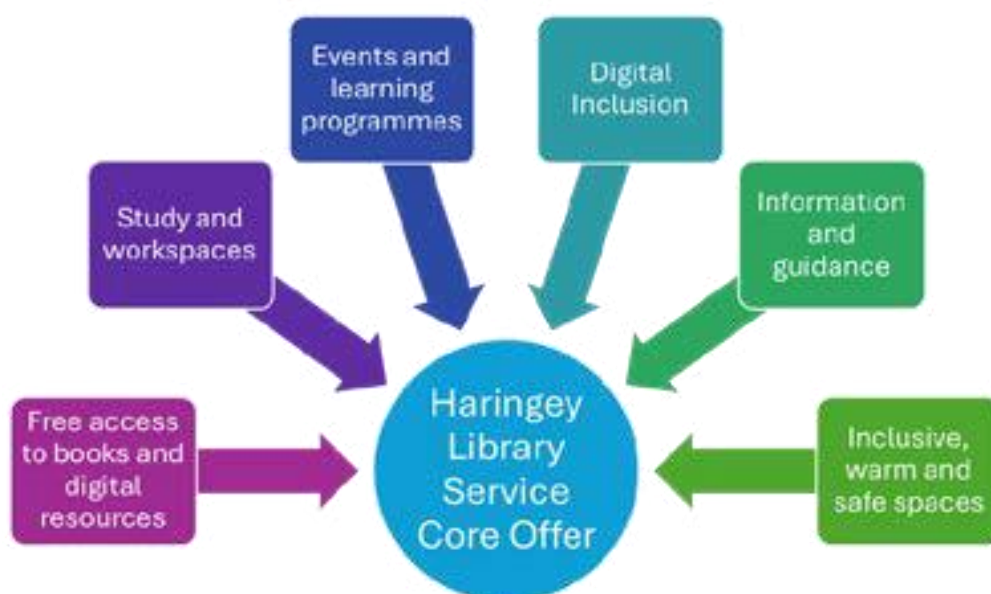 Events and
learning
programmes
Digital
Inclusion
Study and
workspaces
Information
and
guidance
Free access
to books and
digital
resources
Haringey
Library
Service
Core Offer
Inclusive,
warm and
safe spaces